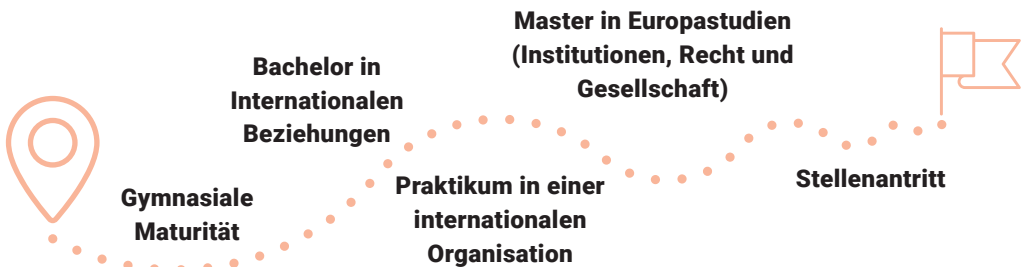 Gymnasiale
Maturität
Bachelor in
Internationalen
Beziehungen
Praktikum in einer
internationalen
Organisation
Master in Europastudien
(Institutionen, Recht und
Gesellschaft)
Stellenantritt